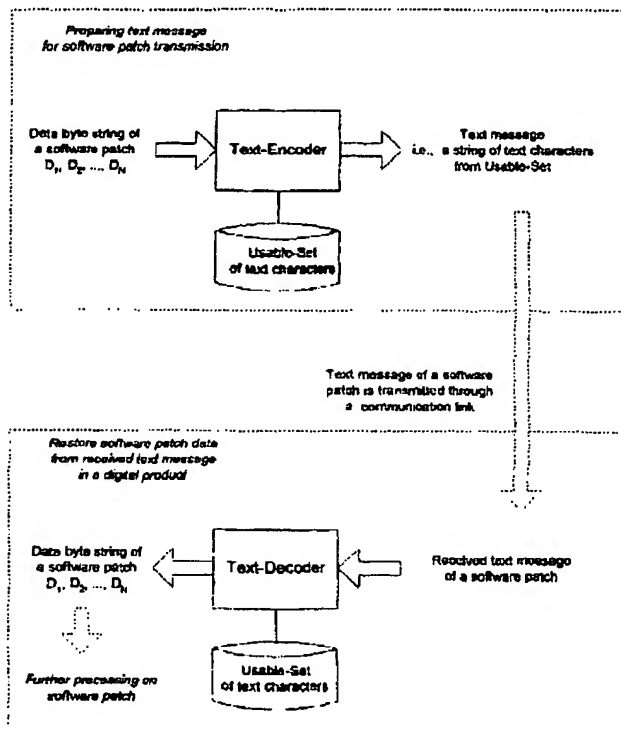 Preparing text message
for software patch transmission
Data byte string of
a software patch
D₁, D₂, ..., D_N
Text-Encoder
Text message
i.e., a string of text characters
from Usable-Set
Usable-Set
of text characters
Text message of a software
patch is transmitted through
a communication link
Restore software patch data
from received text message
in a digital product
Data byte string of
a software patch
D₁, D₂, ..., D_N
Text-Decoder
Received text message
of a software patch
Further processing on
software patch
Usable-Set
of text characters